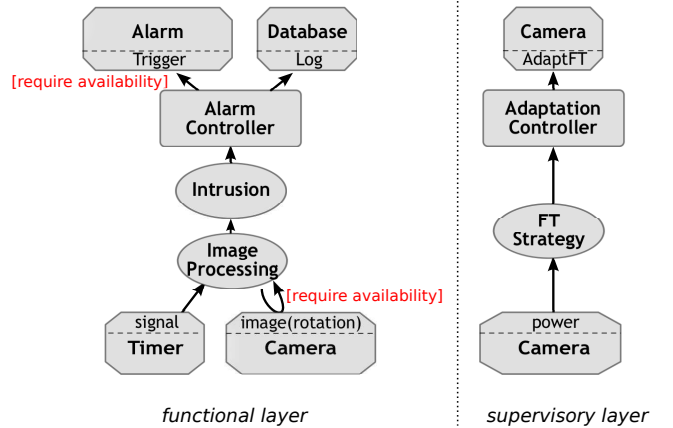 Alarm
Trigger
Database
Log
[require availability]
Alarm
Controller
Intrusion
Image
Processing
[require availability]
signal
Timer
image(rotation)
Camera
functional layer
Camera
AdaptFT
Adaptation
Controller
FT
Strategy
power
Camera
supervisory layer